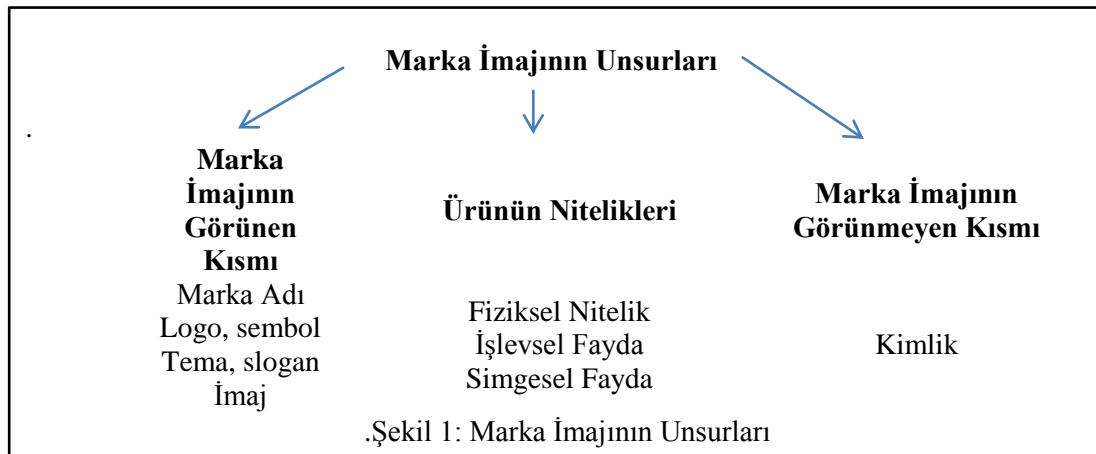 Marka İmajının Unsurları
.
Marka
İmajının
Görünen
Kısmı
Marka Adı
Logo, sembol
Tema, slogan
İmaj
Ürünün Nitelikleri
Fiziksel Nitelik
İşlevsel Fayda
Simgesel Fayda
Marka İmajının
Görünmeyen Kısmı
Kimlik
.Şekil 1: Marka İmajının Unsurları